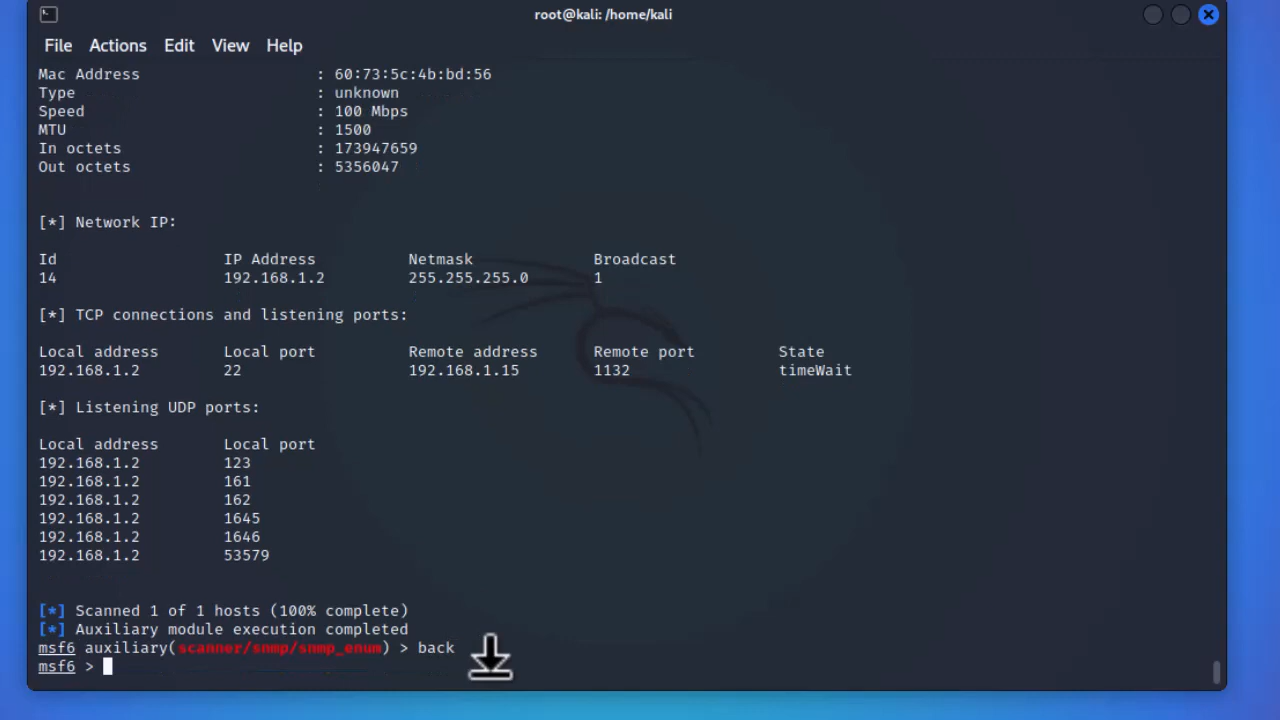 root@kali: /home/kali
File Actions Edit View Help
Mac Address : 60:73:5c:4b:bd:56
Type : unknown
Speed : 100 Mbps
MTU : 1500
In octets : 173947659
Out octets : 5356047
[*] Network IP:
Id IP Address Netmask Broadcast
14 192.168.1.2 255.255.255.0 1
[*] TCP connections and listening ports:
Local address Local port Remote address Remote port State
192.168.1.2 22 192.168.1.15 1132 timeWait
[*] Listening UDP ports:
Local address Local port
192.168.1.2 123
192.168.1.2 161
192.168.1.2 162
192.168.1.2 1645
192.168.1.2 1646
192.168.1.2 53579
[*] Scanned 1 of 1 hosts (100% complete)
[*] Auxiliary module execution completed
msf6 auxiliary(scanner/snmp/snmp_enum) > back
msf6 >